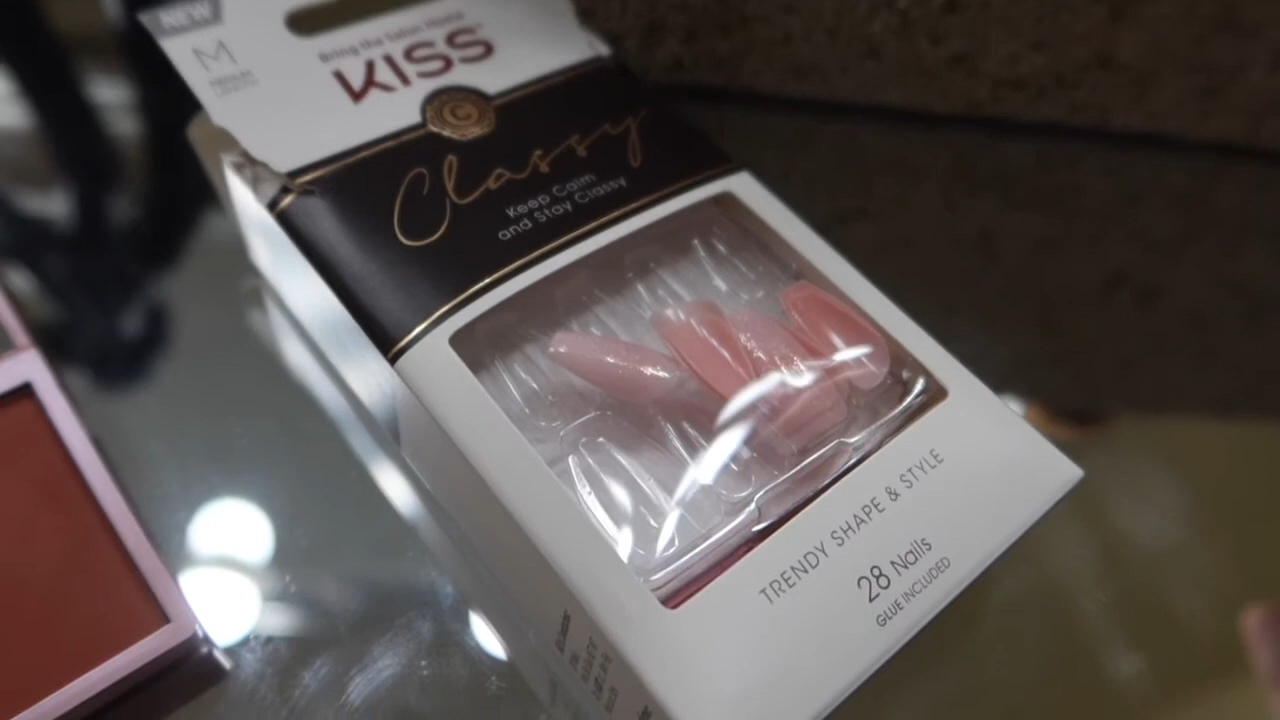 NEW
M
Bring the Salon Home
KISS
C
Classy
Keep Calm
and Stay Classy
TRENDY SHAPE & STYLE
28 Nails
GLUE INCLUDED